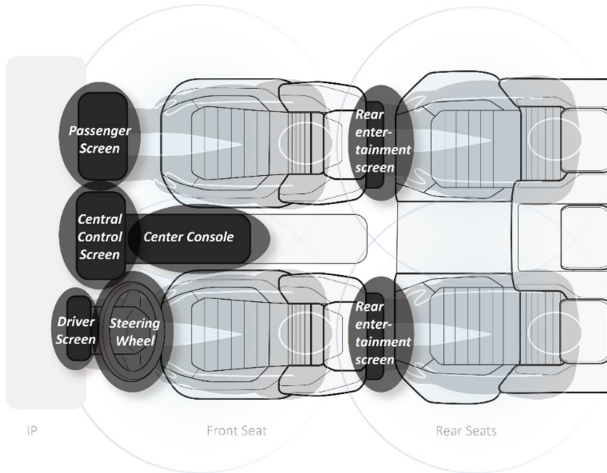 Passenger
Screen
Rear
enter-
tainment
screen
Central
Control
Screen
Center Console
Driver
Screen
Steering
Wheel
Rear
enter-
tainment
screen
IP
Front Seat
Rear Seats